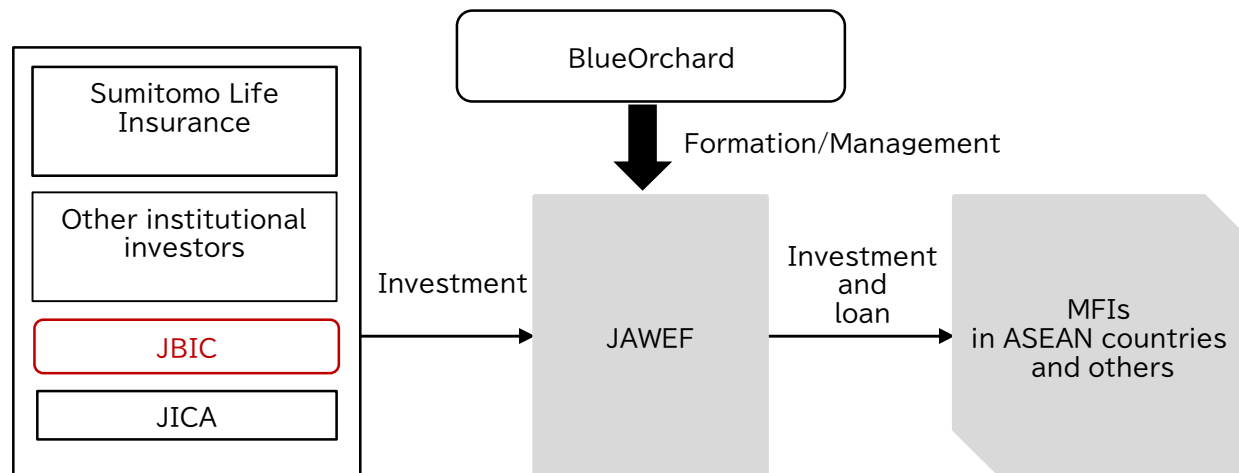 BlueOrchard
Sumitomo Life
Insurance
Formation/Management
Other institutional
investors
Investment
Investment
and
loan
JBIC
JAWEF
MFIs
in ASEAN countries
and others
JICA